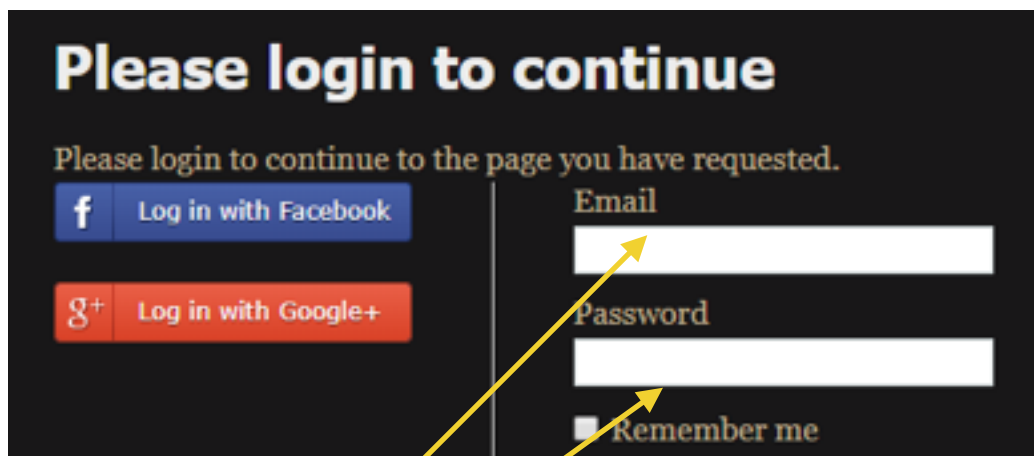 Please login to continue
Please login to continue to the page you have requested.
f Log in with Facebook
g+ Log in with Google+
Email
Password
Remember me